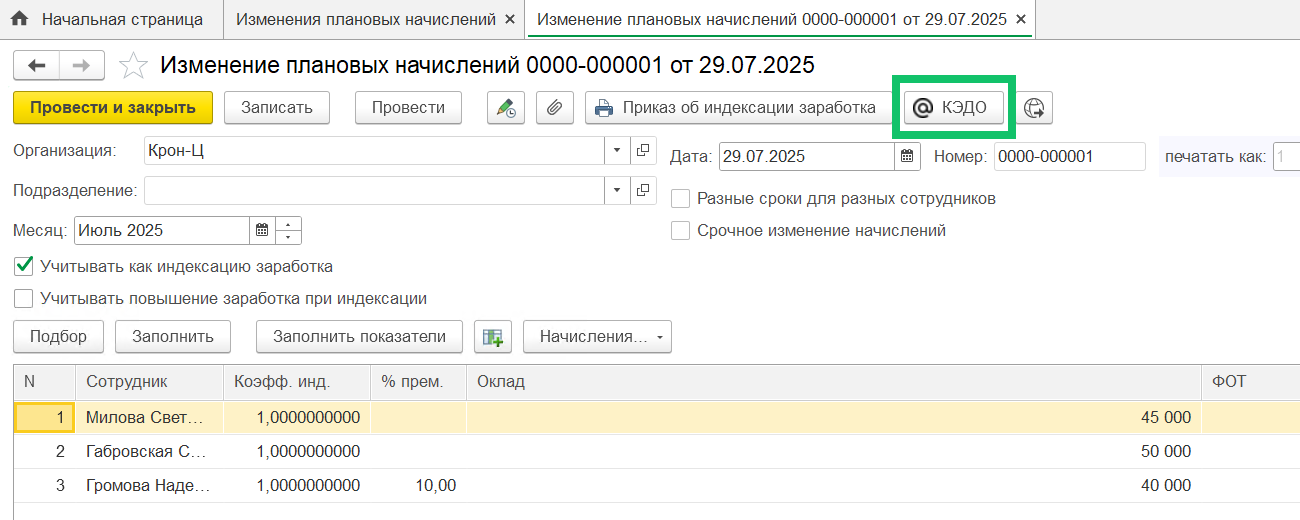 Начальная страница Изменения плановых начислений × Изменение плановых начислений 0000-000001 от 29.07.2025 ×
Изменение плановых начислений 0000-000001 от 29.07.2025
Провести и закрыть Записать Провести Приказ об индексации заработка КЭДО
Организация: Крон-Ц Дата: 29.07.2025 Номер: 0000-000001 печатать как: 1
Подразделение:
Разные сроки для разных сотрудников
Месяц: Июль 2025 Срочное изменение начислений
Учитывать как индексацию заработка
Учитывать повышение заработка при индексации
Подбор Заполнить Заполнить показатели Начисления...
N Сотрудник Коэфф. инд. % прем. Оклад ФОТ
1 Милова Свет... 1,0000000000 45 000
2 Габровская С... 1,0000000000 50 000
3 Громова Наде... 1,0000000000 10,00 40 000